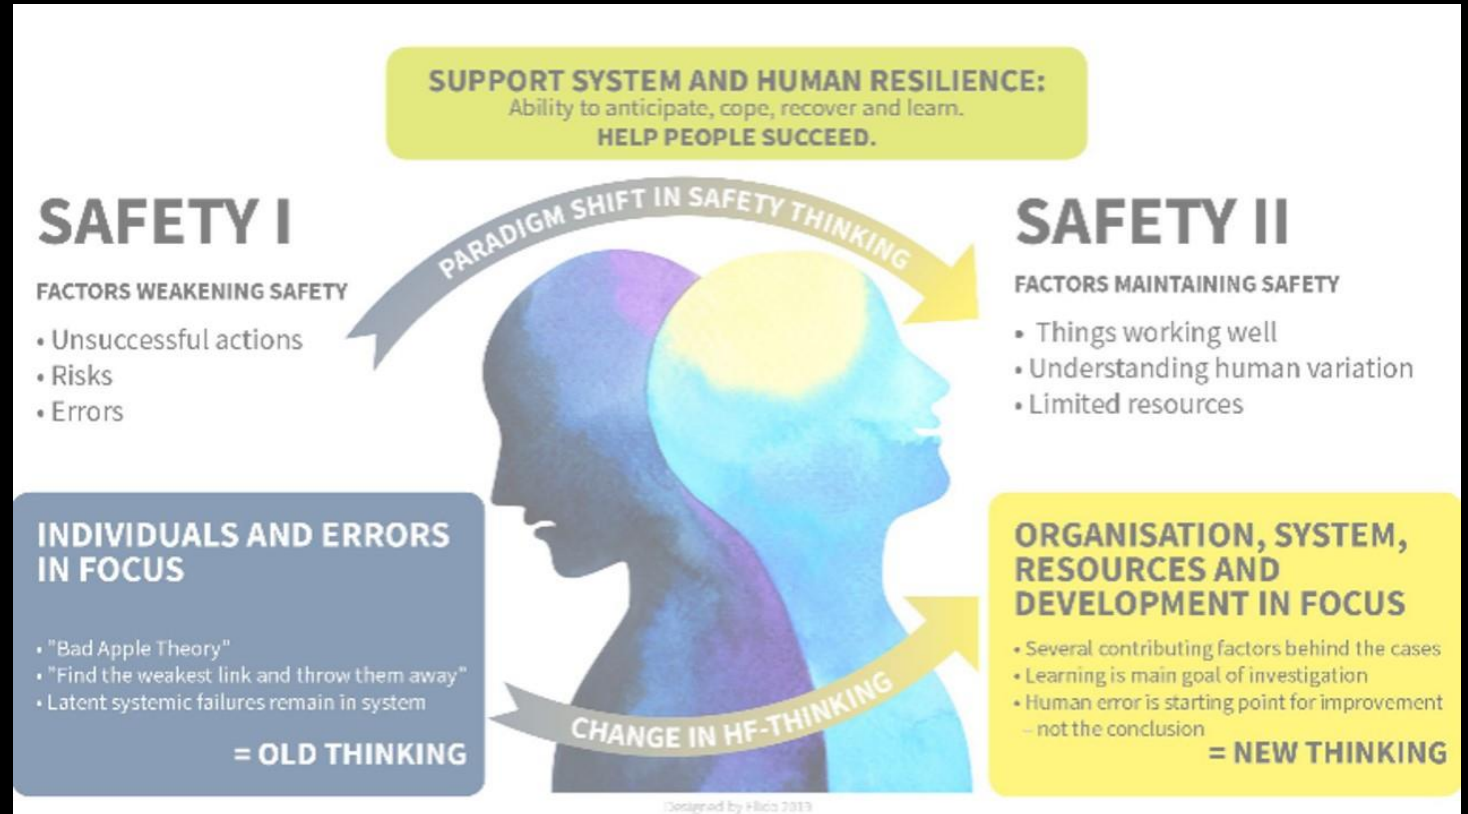 SUPPORT SYSTEM AND HUMAN RESILIENCE:
Ability to anticipate, cope, recover and learn.
HELP PEOPLE SUCCEED.
PARADIGM SHIFT IN SAFETY THINKING
SAFETY I
FACTORS WEAKENING SAFETY
• Unsuccessful actions
• Risks
• Errors
SAFETY II
FACTORS MAINTAINING SAFETY
• Things working well
• Understanding human variation
• Limited resources
INDIVIDUALS AND ERRORS
IN FOCUS
• "Bad Apple Theory"
• "Find the weakest link and throw them away"
• Latent systemic failures remain in system
= OLD THINKING
CHANGE IN HF-THINKING
ORGANISATION, SYSTEM,
RESOURCES AND
DEVELOPMENT IN FOCUS
• Several contributing factors behind the cases
• Learning is main goal of investigation
• Human error is starting point for improvement
– not the conclusion
= NEW THINKING
Designed by 2019